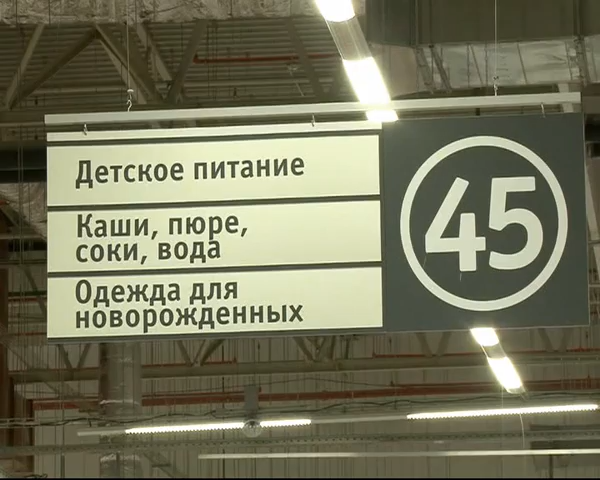 Детское питание
Каши, пюре,
соки, вода
Одежда для
новорожденных
45